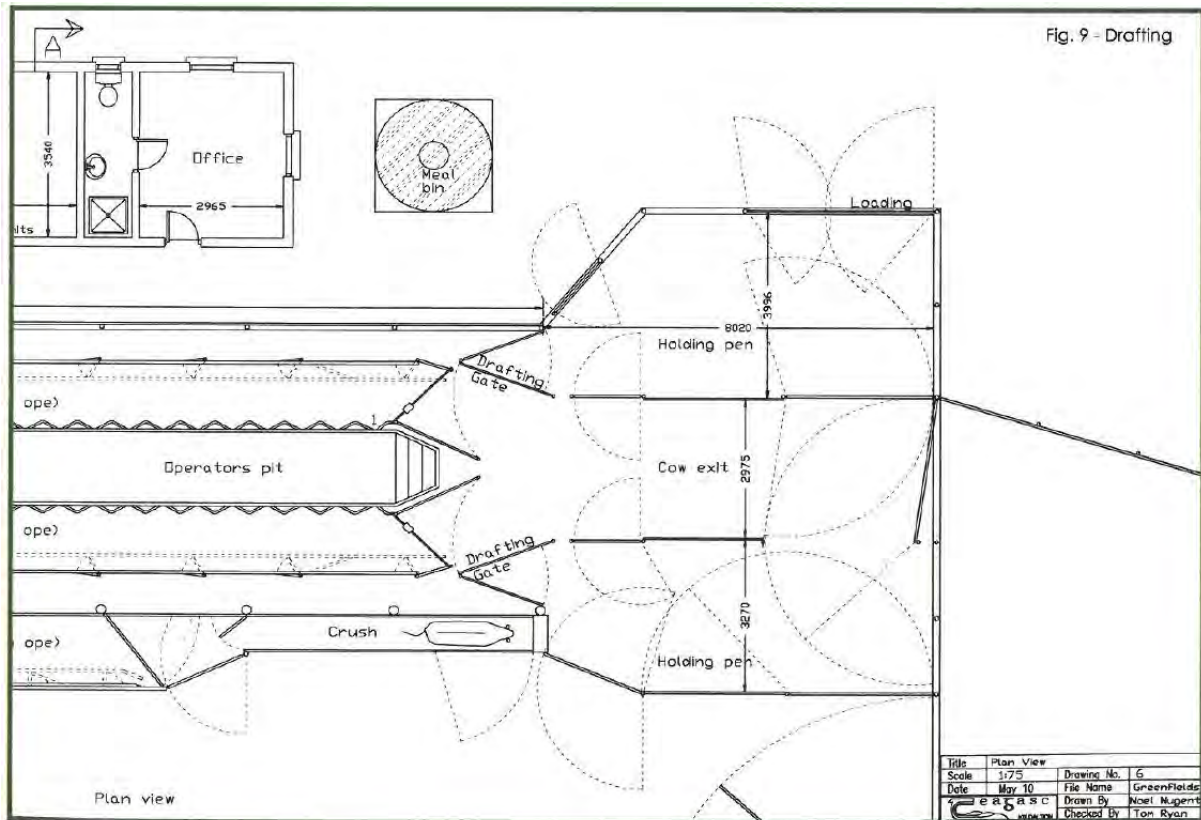 Fig. 9 - Drafting
A
3540
Office
2965
Meal
bin
Loading
3996
8020
Holding pen
Drafting
Gate
ope)
1
Operators pit
Cow exit
2975
ope)
Drafting
Gate
3270
ope)
Crush
Holding pen
Plan view
Title Plan View
Scale 1:75 Drawing No. 6
Date May 10 File Name GreenFields
eagasc Drawn By Noel Nugent
Checked By Tom Ryan